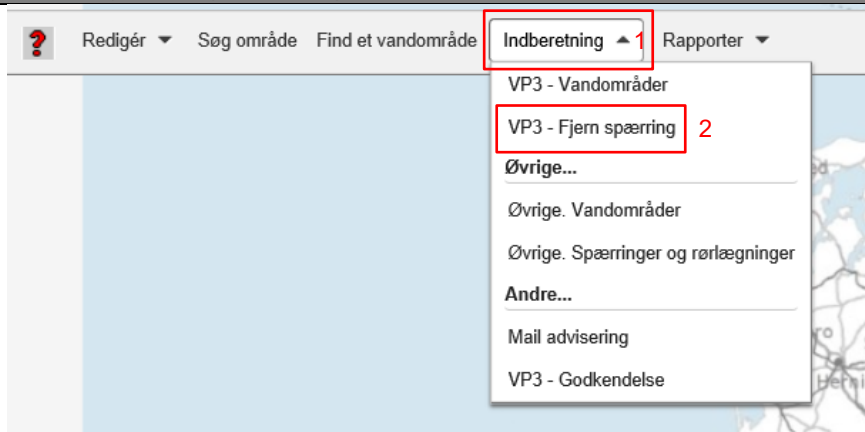 ?
Redigér Søg område Find et vandområde Indberetning 1 Rapporter
VP3 - Vandområder
VP3 - Fjern spærring 2
Øvrige...
Øvrige. Vandområder
Øvrige. Spærringer og rørlægninger
Andre...
Mail advisering
VP3 - Godkendelse